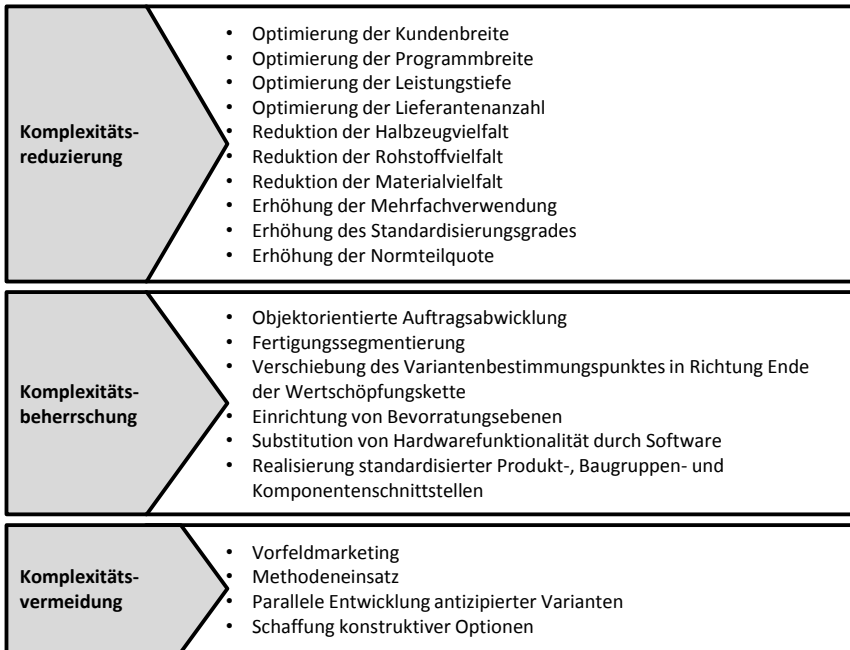 Komplexitäts-
reduzierung
• Optimierung der Kundenbreite
• Optimierung der Programmbreite
• Optimierung der Leistungstiefe
• Optimierung der Lieferantenanzahl
• Reduktion der Halbzeugvielfalt
• Reduktion der Rohstoffvielfalt
• Reduktion der Materialvielfalt
• Erhöhung der Mehrfachverwendung
• Erhöhung des Standardisierungsgrades
• Erhöhung der Normteilquote
Komplexitäts-
beherrschung
• Objektorientierte Auftragsabwicklung
• Fertigungssegmentierung
• Verschiebung des Variantenbestimmungspunktes in Richtung Ende
der Wertschöpfungskette
• Einrichtung von Bevorratungsebenen
• Substitution von Hardwarefunktionalität durch Software
• Realisierung standardisierter Produkt-, Baugruppen- und
Komponentenschnittstellen
Komplexitäts-
vermeidung
• Vorfeldmarketing
• Methodeneinsatz
• Parallele Entwicklung antizipierter Varianten
• Schaffung konstruktiver Optionen